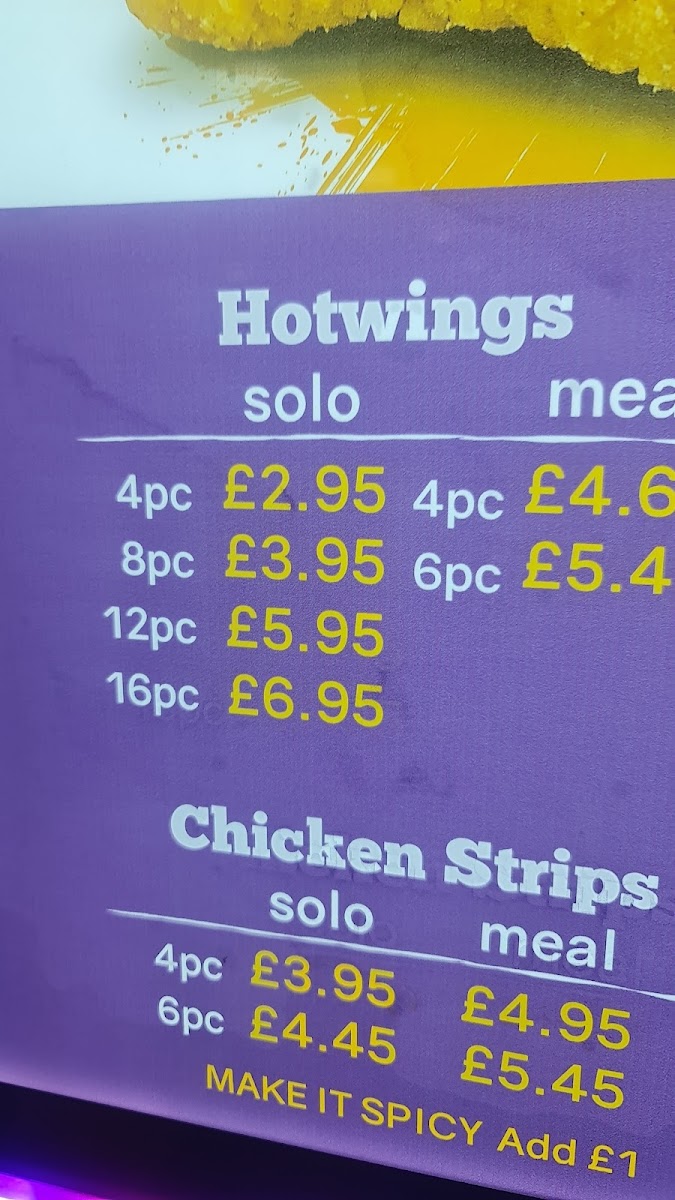 Hotwings
solo
4pc £2.95 4pc
8pc £3.95 6pc
12pc £5.95
16pc £6.95
Chicken Strips
solo meal
4pc £3.95 £4.95
6pc £4.45 £5.45
MAKE IT SPICY Add £1